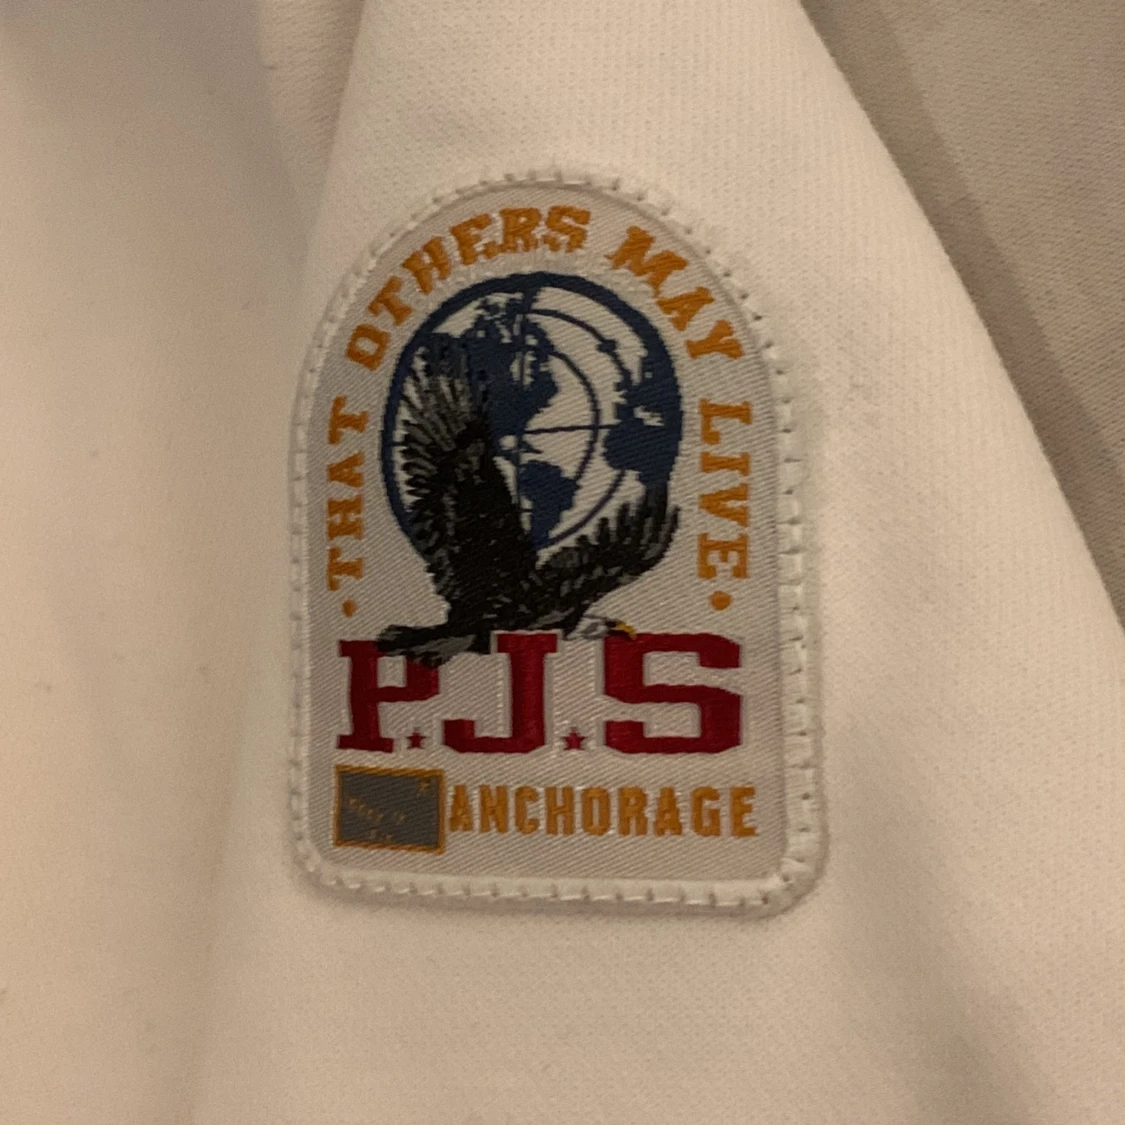 • THAT OTHERS MAY LIVE •
P★J★S
ANCHORAGE